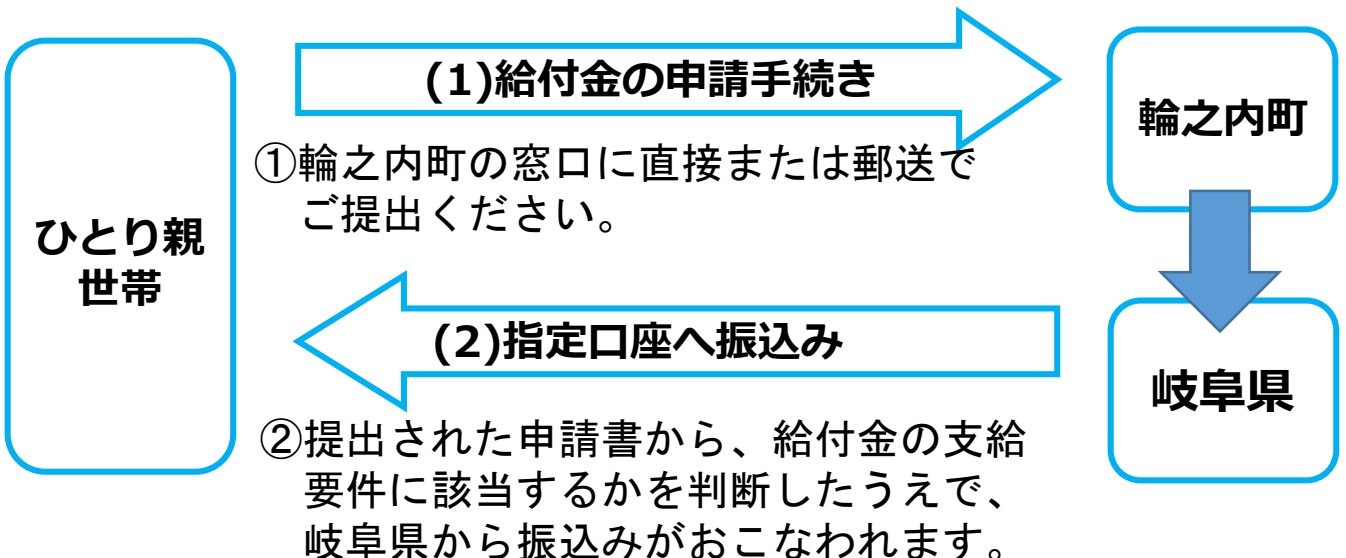 (1)給付金の申請手続き
輪之内町
①輪之内町の窓口に直接または郵送で
ご提出ください。
ひとり親
世帯
(2)指定口座へ振込み
岐阜県
②提出された申請書から、給付金の支給
要件に該当するかを判断したうえで、
岐阜県から振込みがおこなわれます。